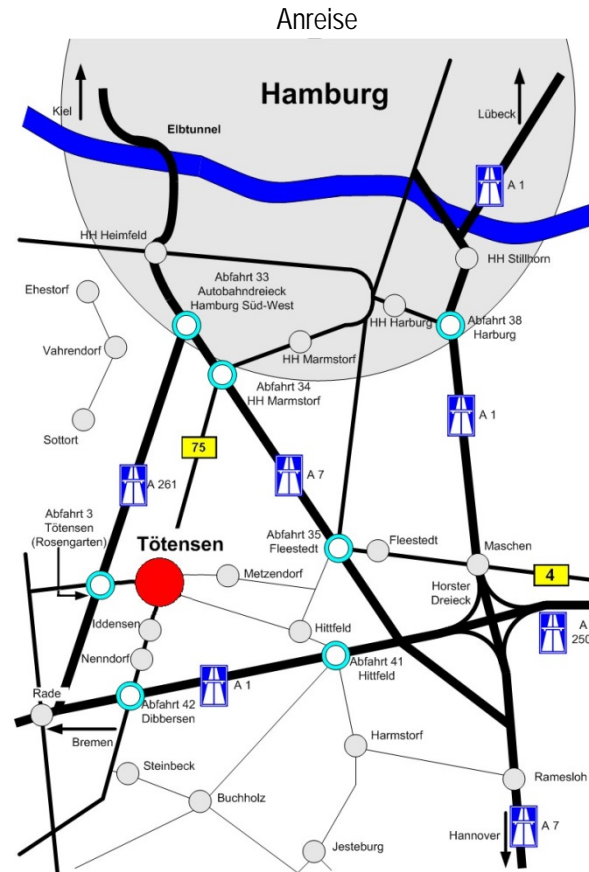 Anreise
Kiel
Hamburg
Lübeck
Elbtunnel
A 1
HH Heimfeld
HH Stillhorn
Abfahrt 33
Autobahndreieck
Hamburg Süd-West
Ehestorf
HH Harburg
Abfahrt 38
Harburg
Vahrendorf
HH Marmstorf
Abfahrt 34
HH Marmstorf
Sottort
75
A 1
A 7
A 261
Abfahrt 3
Tötensen
(Rosengarten)
Tötensen
Abfahrt 35
Fleestedt
Fleestedt
Maschen
Metzendorf
4
Horster
Dreieck
Iddensen
Hittfeld
A
250
Nenndorf
Abfahrt 41
Hittfeld
Rade
A 1
Abfahrt 42
Dibbersen
Bremen
Harmstorf
Steinbeck
Ramesloh
Buchholz
Hannover
A 7
Jesteburg